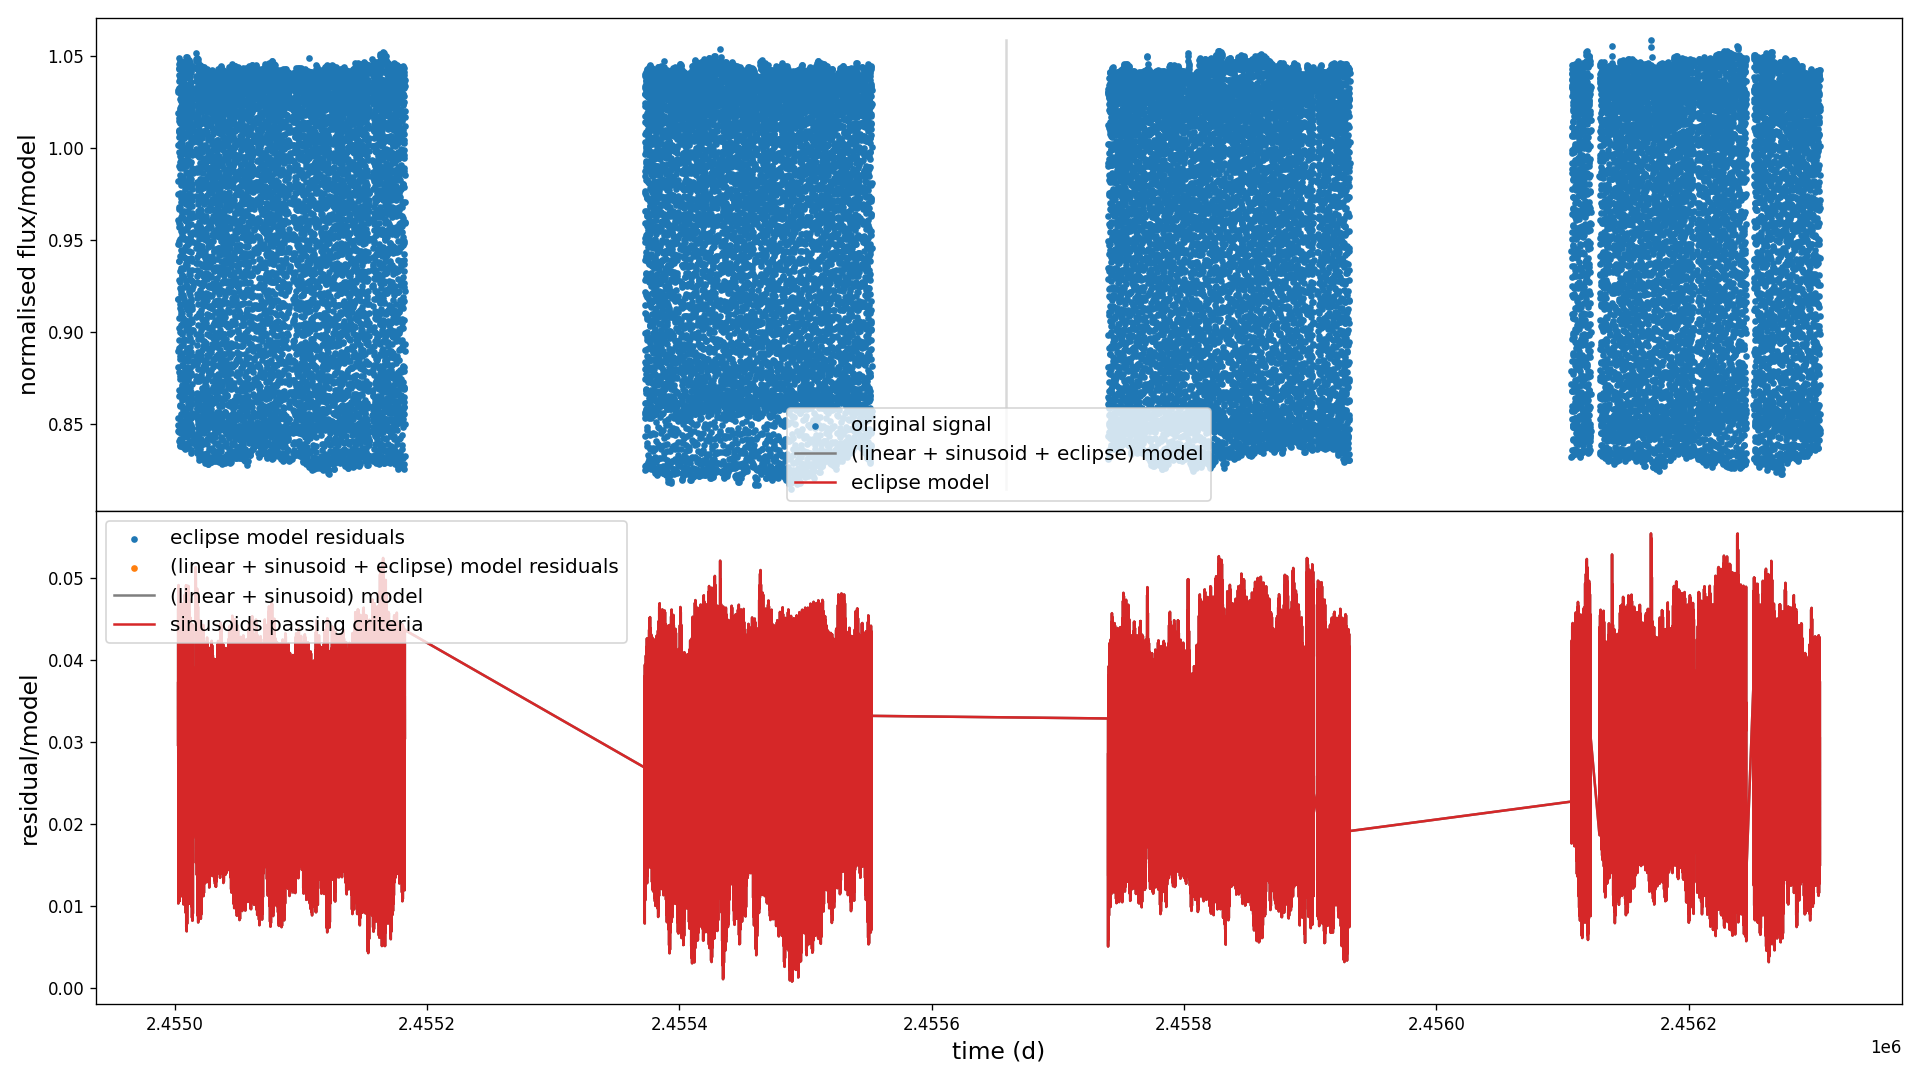 normalised flux/model
1.05
1.00
0.95
0.90
0.85
original signal
(linear + sinusoid + eclipse) model
eclipse model
residual/model
0.05
0.04
0.03
0.02
0.01
0.00
eclipse model residuals
(linear + sinusoid + eclipse) model residuals
(linear + sinusoid) model
sinusoids passing criteria
2.4550 2.4552 2.4554 2.4556 2.4558 2.4560 2.4562
1e6
time (d)